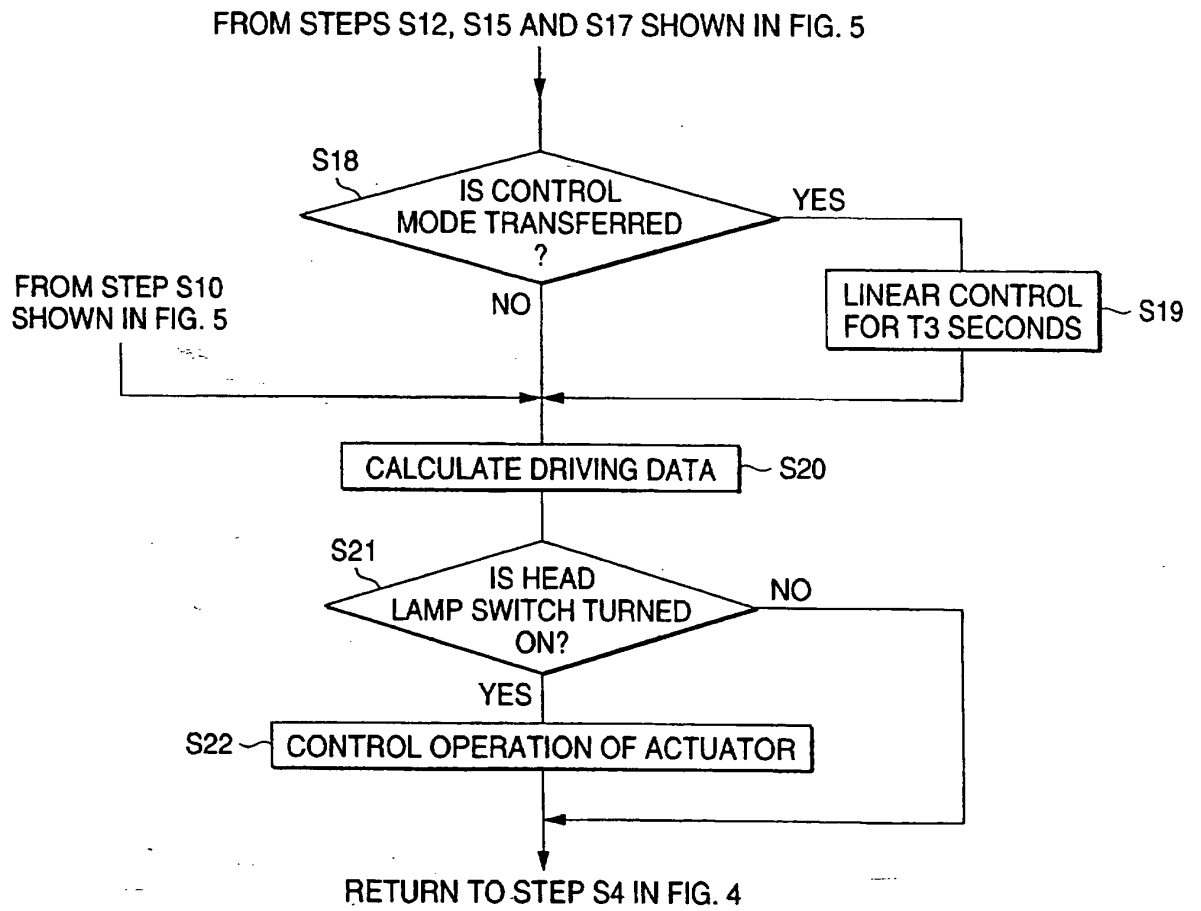 FROM STEPS S12, S15 AND S17 SHOWN IN FIG. 5
S18
IS CONTROL
MODE TRANSFERRED
?
YES
NO
FROM STEP S10
SHOWN IN FIG. 5
LINEAR CONTROL
FOR T3 SECONDS
S19
CALCULATE DRIVING DATA
S20
S21
IS HEAD
LAMP SWITCH TURNED
ON?
NO
YES
S22
CONTROL OPERATION OF ACTUATOR
RETURN TO STEP S4 IN FIG. 4